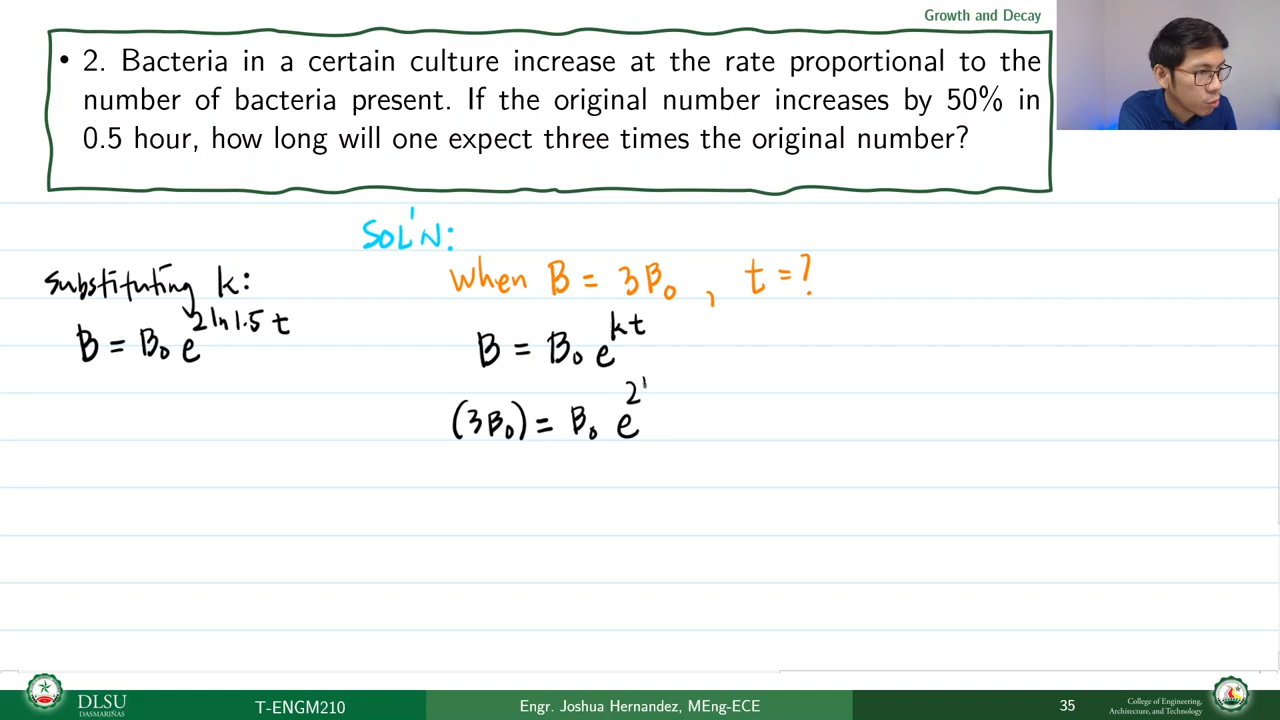 Growth and Decay
• 2. Bacteria in a certain culture increase at the rate proportional to the
number of bacteria present. If the original number increases by 50% in
0.5 hour, how long will one expect three times the original number?
SOL'N:
Substituting k:
B = B₀ e^{2 ln 1.5 t}
When B = 3B₀ , t = ?
B = B₀ e^{kt}
(3B₀) = B₀ e^{2'}
DLSU
DASMARIÑAS
T-ENGM210
Engr. Joshua Hernandez, MEng-ECE
35
College of Engineering,
Architecture, and Technology